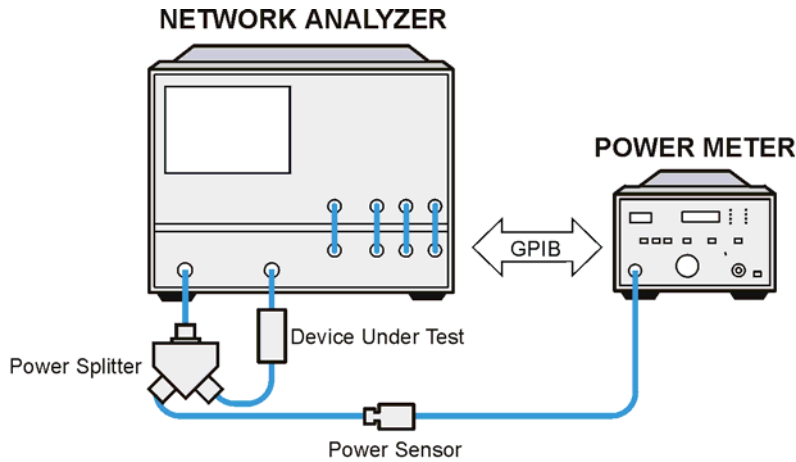 NETWORK ANALYZER
POWER METER
GPIB
Device Under Test
Power Splitter
Power Sensor